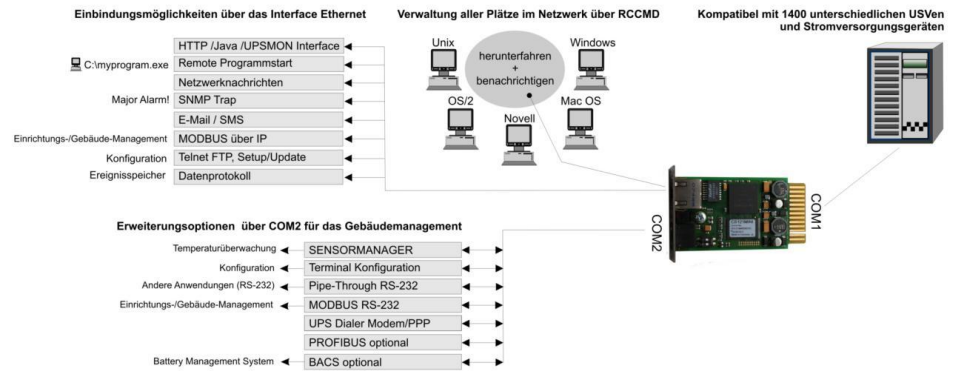 Einbindungsmöglichkeiten über das Interface Ethernet
HTTP /Java /UPSMON Interface
C:\myprogram.exe
Remote Programmstart
Netzwerknachrichten
Major Alarm!
SNMP Trap
E-Mail / SMS
Einrichtungs-/Gebäude-Management
MODBUS über IP
Konfiguration
Telnet FTP, Setup/Update
Ereignisspeicher
Datenprotokoll
Verwaltung aller Plätze im Netzwerk über RCCMD
Unix
Windows
herunterfahren
+
benachrichtigen
OS/2
Mac OS
Novell
Kompatibel mit 1400 unterschiedlichen USVen
und Stromversorgungsgeräten
COM1
COM2
Erweiterungsoptionen über COM2 für das Gebäudemanagement
Temperaturüberwachung
SENSORMANAGER
Konfiguration
Terminal Konfiguration
Andere Anwendungen (RS-232)
Pipe-Through RS-232
Einrichtungs-/Gebäude-Management
MODBUS RS-232
UPS Dialer Modem/PPP
PROFIBUS optional
Battery Management System
BACS optional